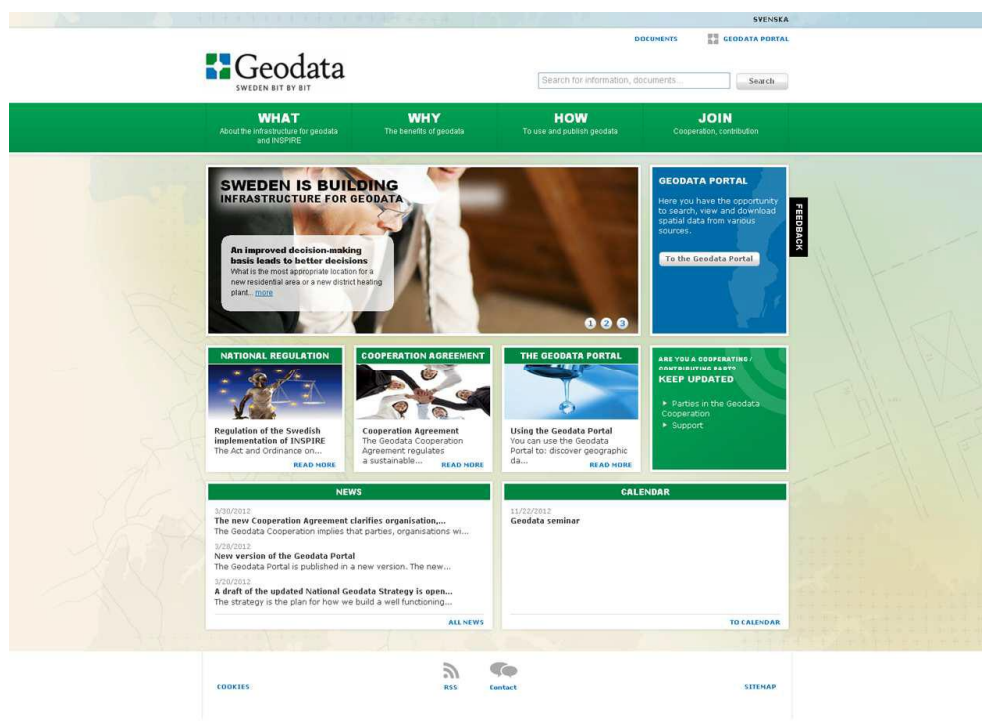 SVENSKA
DOCUMENTS
GEODATA PORTAL
Geodata
SWEDEN BIT BY BIT
Search for information, documents...
Search
WHAT
About the infrastructure for geodata
and INSPIRE
WHY
The benefits of geodata
HOW
To use and publish geodata
JOIN
Cooperation, contribution
SWEDEN IS BUILDING
INFRASTRUCTURE FOR GEODATA
An improved decision-making
basis leads to better decisions
What is the most appropriate location for a
new residential area or a new district heating
plant... more
1 2 3
GEODATA PORTAL
Here you have the opportunity
to search, view and download
spatial data from various
sources.
To the Geodata Portal
FEEDBACK
NATIONAL REGULATION
Regulation of the Swedish
implementation of INSPIRE
The Act and Ordinance on...
READ MORE
COOPERATION AGREEMENT
Cooperation Agreement
The Geodata Cooperation
Agreement regulates
a sustainable...
READ MORE
THE GEODATA PORTAL
Using the Geodata Portal
You can use the Geodata
Portal to: discover geographic
da...
READ MORE
ARE YOU A COOPERATING /
CONTRIBUTING PART?
KEEP UPDATED
Parties in the Geodata
Cooperation
Support
NEWS
3/30/2012
The new Cooperation Agreement clarifies organisation,...
The Geodata Cooperation implies that parties, organisations wi...
3/28/2012
New version of the Geodata Portal
The Geodata Portal is published in a new version. The new...
3/20/2012
A draft of the updated National Geodata Strategy is open...
The strategy is the plan for how we build a well functioning...
ALL NEWS
CALENDAR
11/22/2012
Geodata seminar
TO CALENDAR
COOKIES
RSS
Contact
SITEMAP